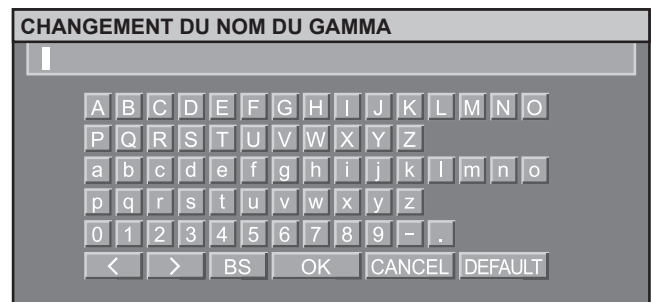 CHANGEMENT DU NOM DU GAMMA
A B C D E F G H I J K L M N O
P Q R S T U V W X Y Z
a b c d e f g h i j k l m n o
p q r s t u v w x y z
0 1 2 3 4 5 6 7 8 9 - .
< > BS OK CANCEL DEFAULT